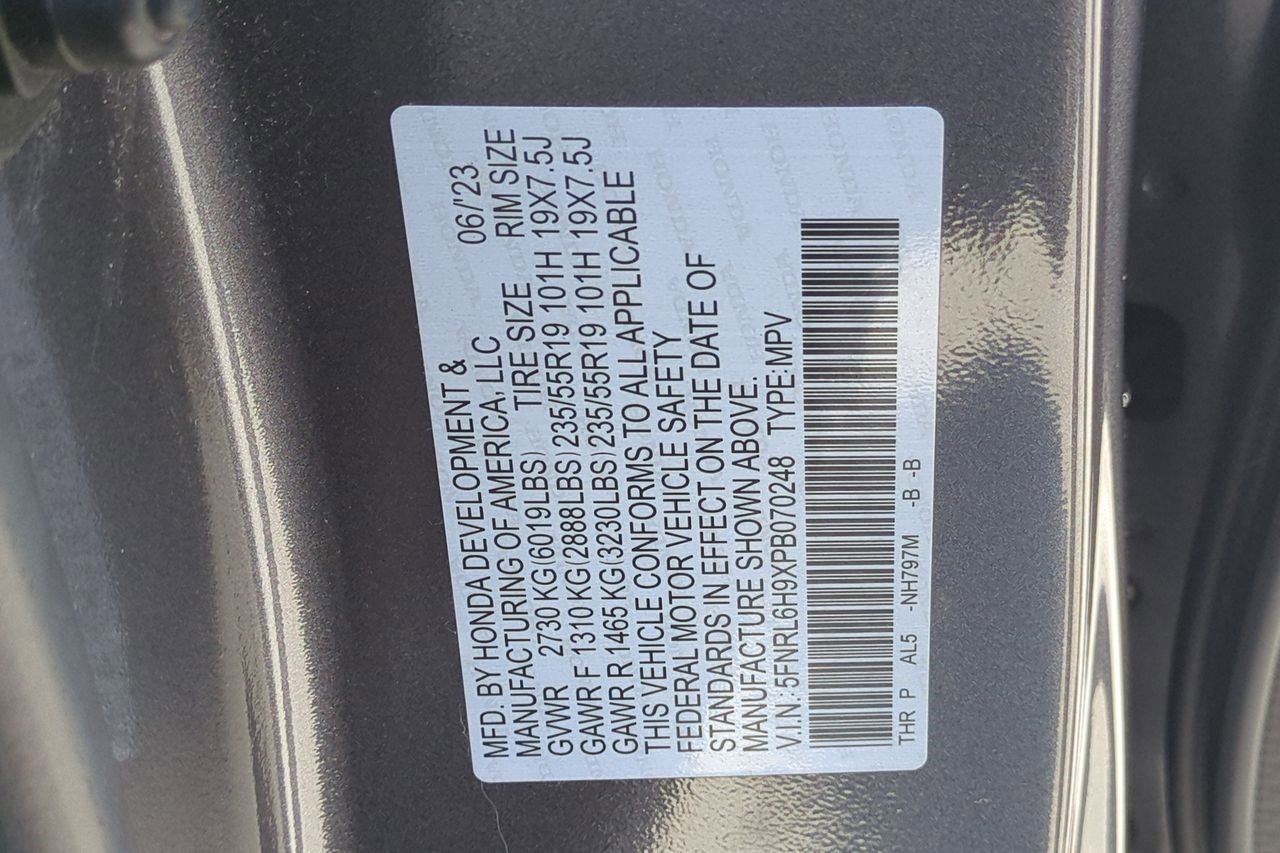 MFD. BY HONDA DEVELOPMENT &
MANUFACTURING OF AMERICA, LLC 06/'23
GVWR 2730 KG(6019LBS) TIRE SIZE RIM SIZE
GAWR F 1310 KG(2888LBS)235/55R19 101H 19X7.5J
GAWR R 1465 KG(3230LBS)235/55R19 101H 19X7.5J
THIS VEHICLE CONFORMS TO ALL APPLICABLE
FEDERAL MOTOR VEHICLE SAFETY
STANDARDS IN EFFECT ON THE DATE OF
MANUFACTURE SHOWN ABOVE.
V.I.N.: 5FNRL6H9XPB070248 TYPE:MPV
THR P AL5 -NH797M -B -B